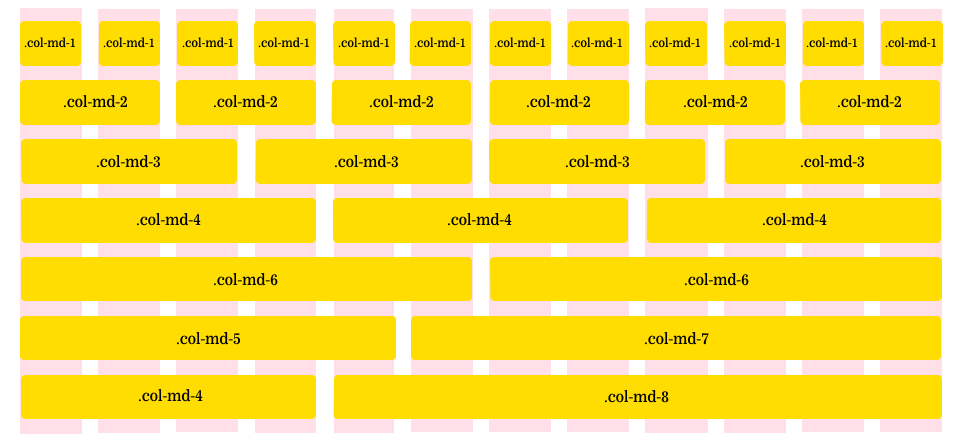 .col-md-1 .col-md-1 .col-md-1 .col-md-1 .col-md-1 .col-md-1 .col-md-1 .col-md-1 .col-md-1 .col-md-1 .col-md-1 .col-md-1
.col-md-2 .col-md-2 .col-md-2 .col-md-2 .col-md-2 .col-md-2
.col-md-3 .col-md-3 .col-md-3 .col-md-3
.col-md-4 .col-md-4 .col-md-4
.col-md-6 .col-md-6
.col-md-5 .col-md-7
.col-md-4 .col-md-8